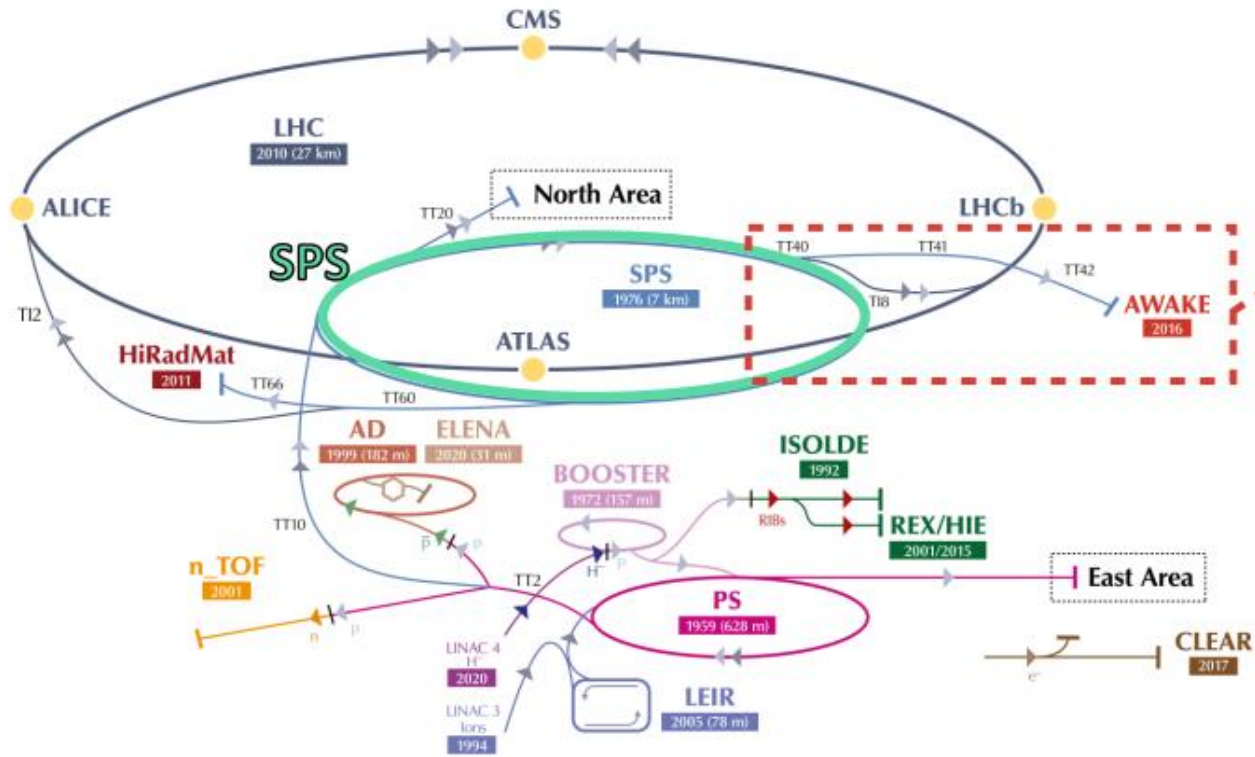 CMS
LHC
2010 (27 km)
North Area
TT20
ALICE
LHCb
SPS
TT40
TT41
SPS
1976 (7 km)
TT42
TI8
AWAKE
2016
TI2
ATLAS
HiRadMat
2011
TT66
TT60
AD
1999 (182 m)
ELENA
2020 (31 m)
ISOLDE
1992
BOOSTER
1972 (157 m)
RIBs
REX/HIE
2001/2015
TT10
p̅
p
TT2
H⁻
p
n_TOF
2001
East Area
PS
1959 (628 m)
n
p
LINAC 4
H⁻
2020
CLEAR
2017
e⁻
LEIR
2005 (78 m)
LINAC 3
Ions
1994